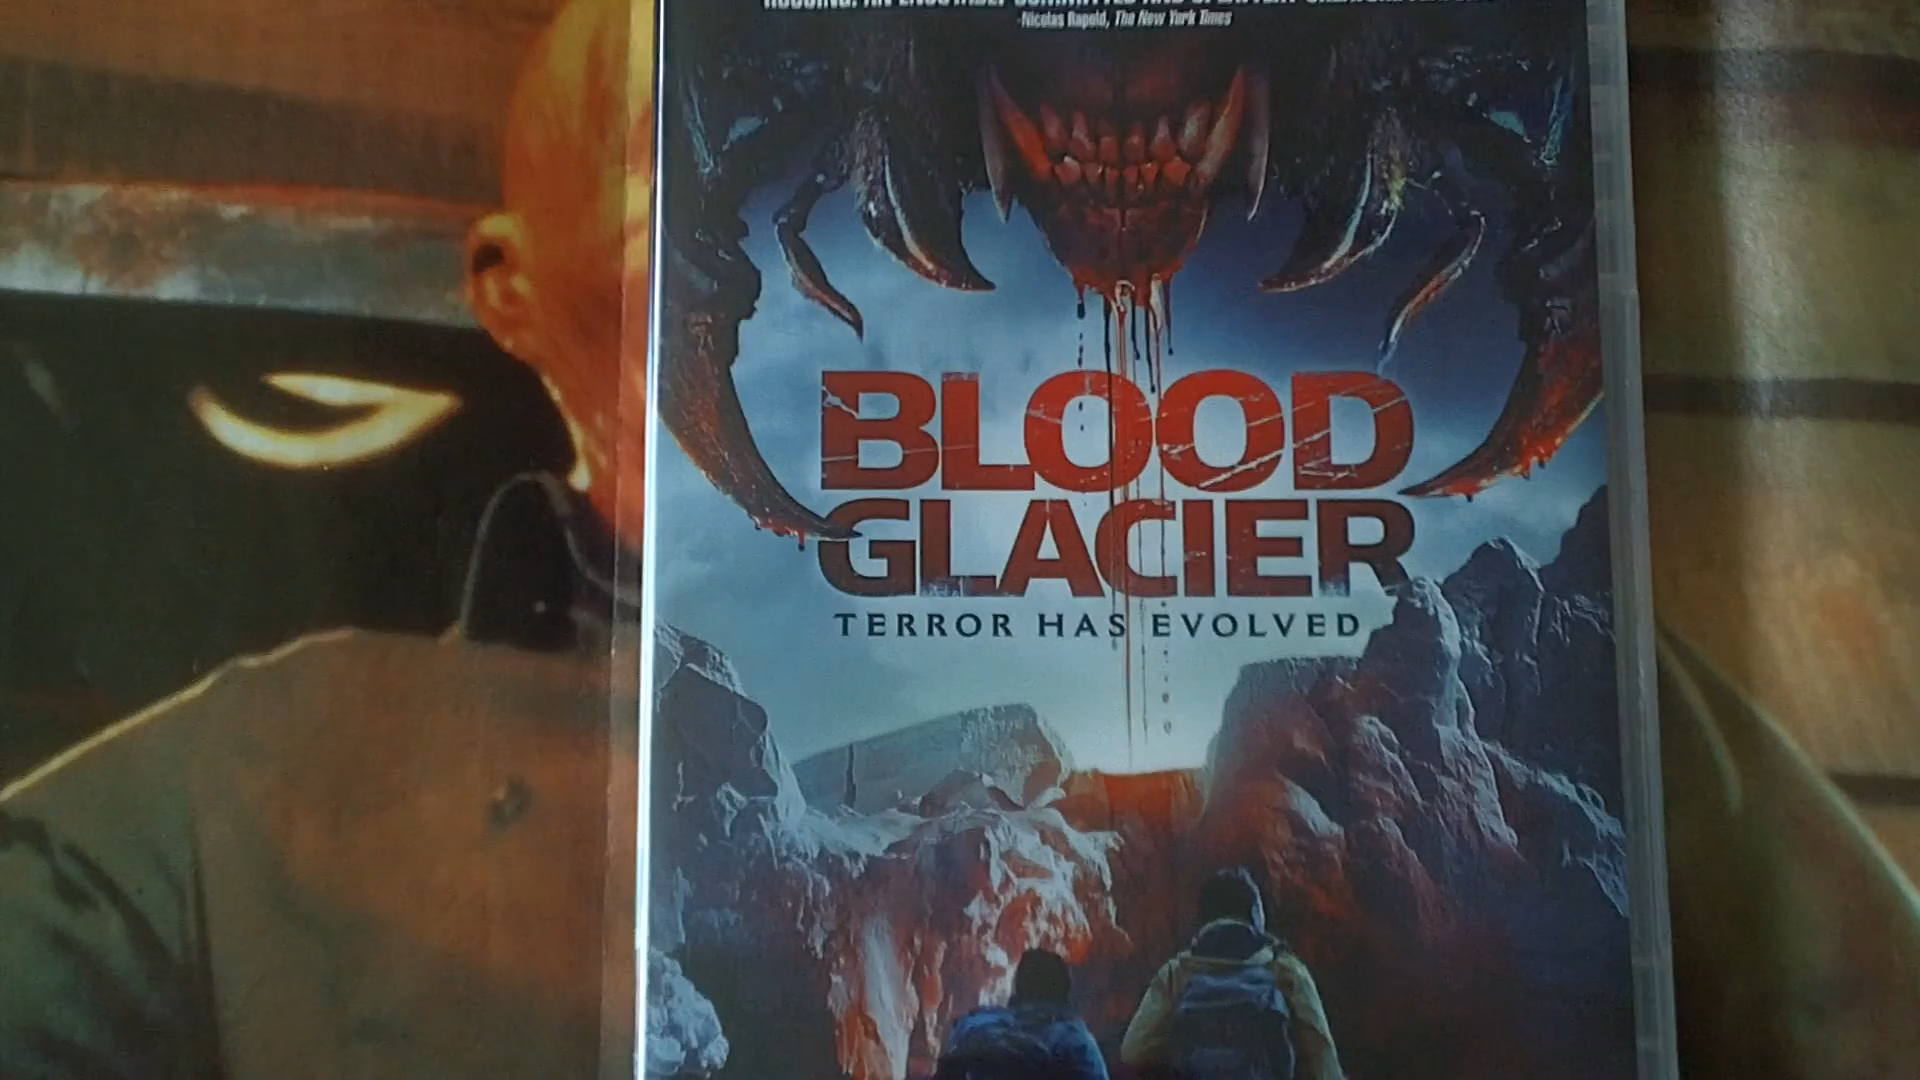 -Nicolas Rapold, The New York Times
BLOOD
GLACIER
TERROR HAS EVOLVED